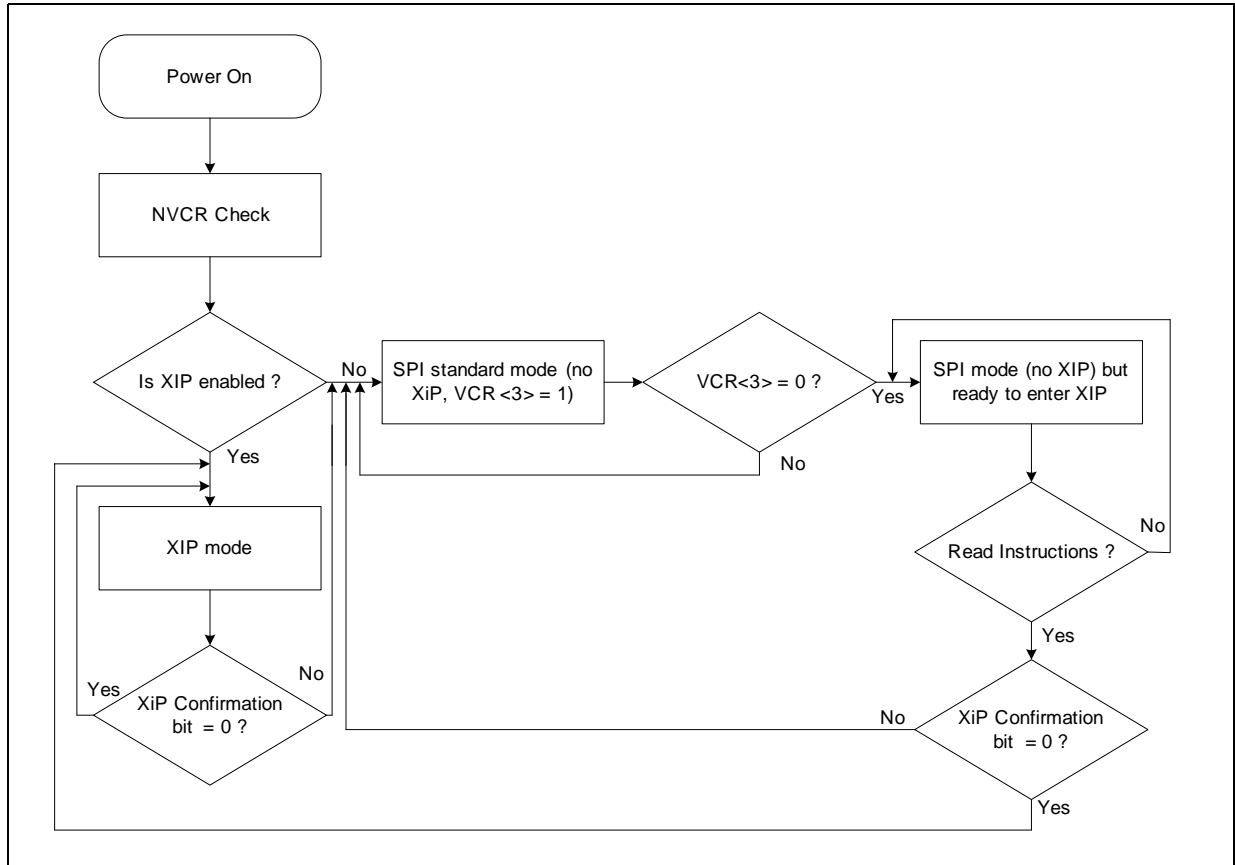 Power On
NVCR Check
Is XIP enabled ?
No
SPI standard mode (no
XiP, VCR <3> = 1)
VCR<3> = 0 ?
Yes
SPI mode (no XIP) but
ready to enter XIP
Yes
No
XIP mode
Read Instructions ?
No
Yes
Yes
XiP Confirmation
bit = 0 ?
No
No
XiP Confirmation
bit = 0 ?
Yes